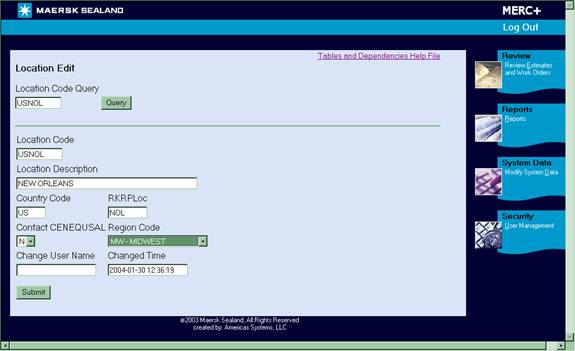 MAERSK SEALAND
MERC+
Log Out
Tables and Dependencies Help File
Location Edit
Location Code Query
USNOL Query
Location Code
USNOL
Location Description
NEW ORLEANS
Country Code RKRPLoc
US NOL
Contact CENEQUSAL Region Code
N MW - MIDWEST
Change User Name Changed Time
2004-01-30 12:36:19
Submit
Review
Review Estimates
and Work Orders
Reports
Reports
System Data
Modify System Data
Security
User Management
©2003 Maersk Sealand, All Rights Reserved
created by: Americas Systems, LLC